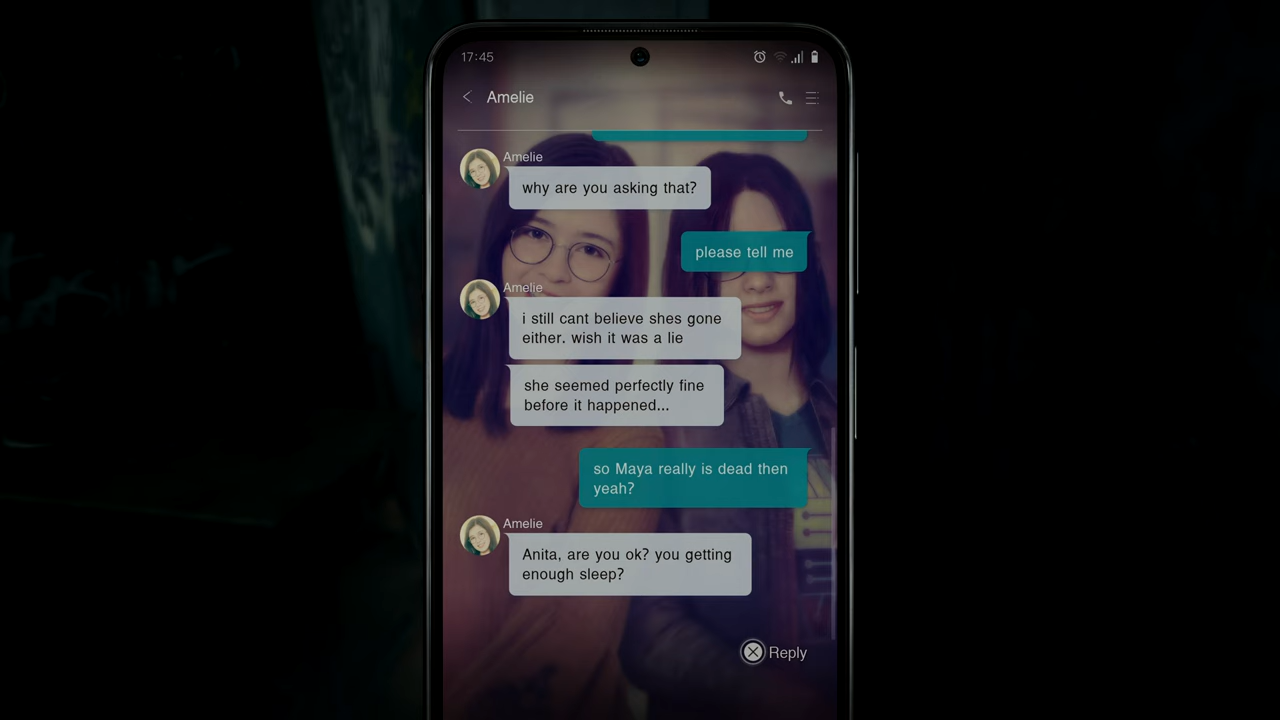 17:45
Amelie
Amelie
why are you asking that?
please tell me
Amelie
i still cant believe shes gone
either. wish it was a lie
she seemed perfectly fine
before it happened...
so Maya really is dead then
yeah?
Amelie
Anita, are you ok? you getting
enough sleep?
Reply